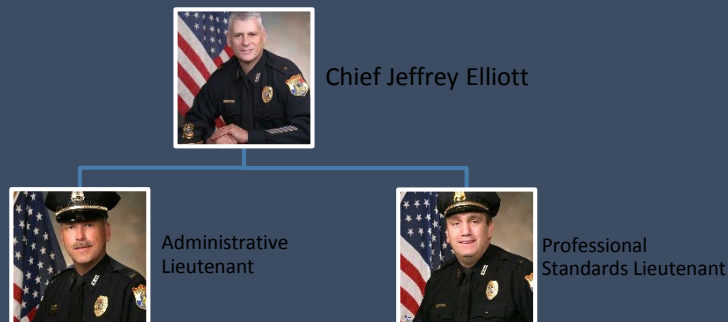 Chief Jeffrey Elliott
Administrative
Lieutenant
Professional
Standards Lieutenant